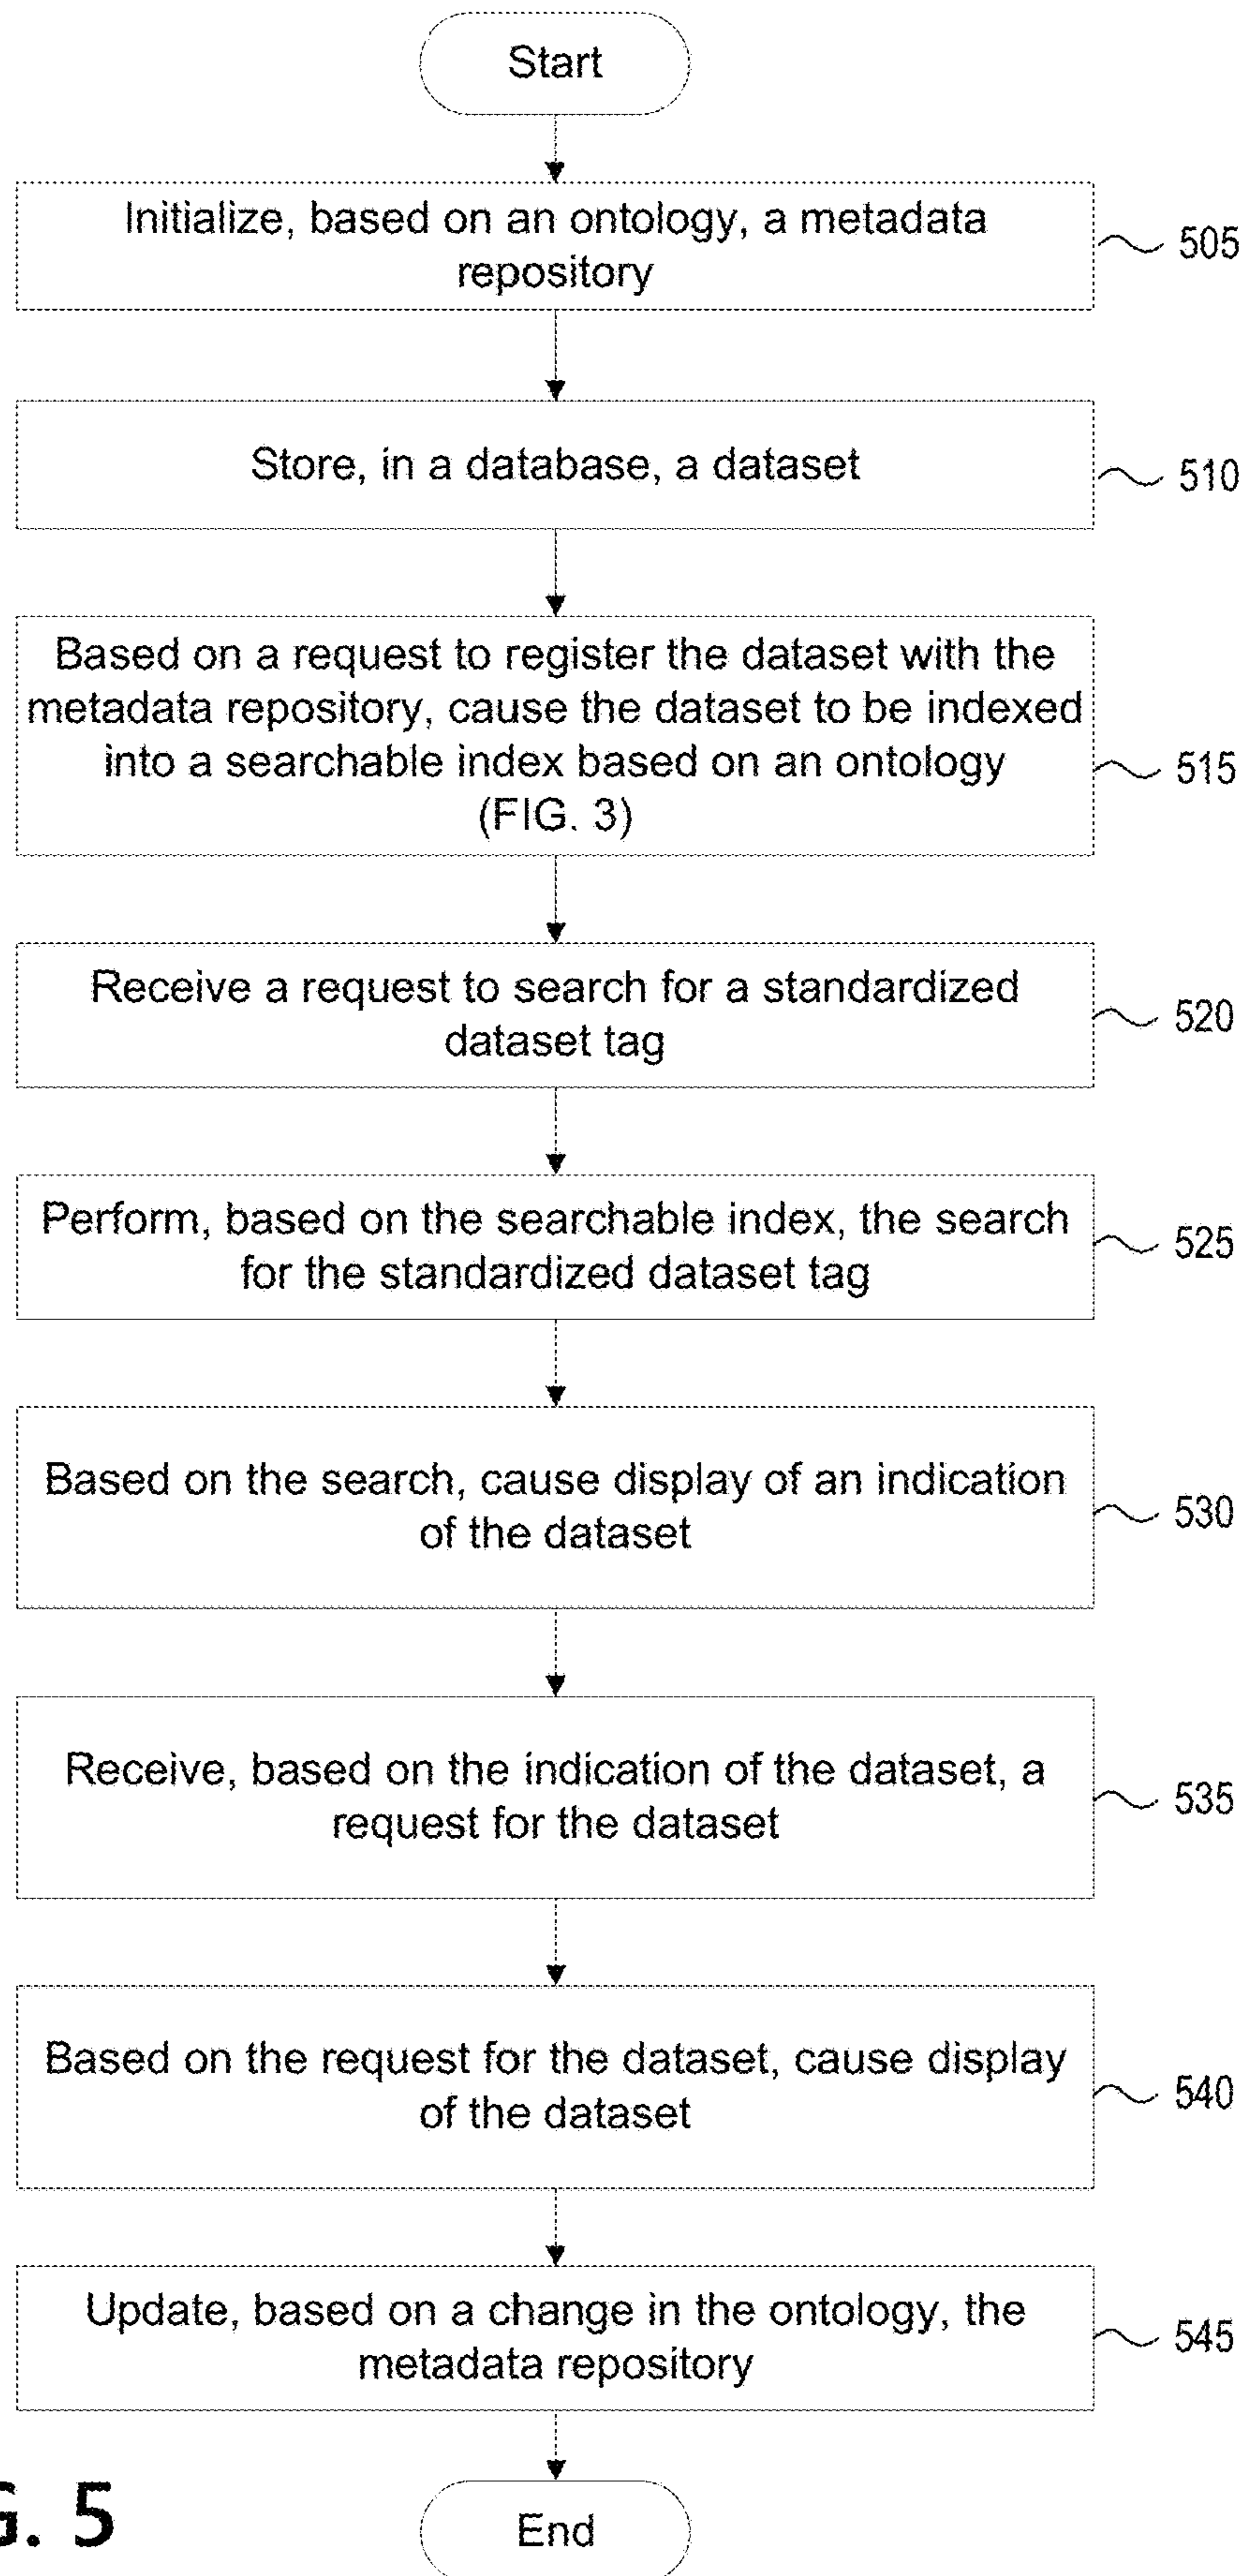 Start
Initialize, based on an ontology, a metadata
repository
505
Store, in a database, a dataset
510
Based on a request to register the dataset with the
metadata repository, cause the dataset to be indexed
into a searchable index based on an ontology
(FIG. 3)
515
Receive a request to search for a standardized
dataset tag
520
Perform, based on the searchable index, the search
for the standardized dataset tag
525
Based on the search, cause display of an indication
of the dataset
530
Receive, based on the indication of the dataset, a
request for the dataset
535
Based on the request for the dataset, cause display
of the dataset
540
Update, based on a change in the ontology, the
metadata repository
545
End
G. 5